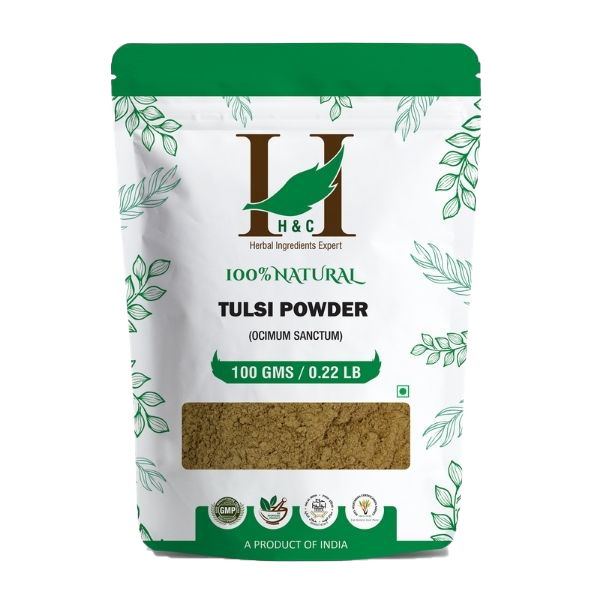 H
H & C
Herbal Ingredients Expert
100% NATURAL
TULSI POWDER
(OCIMUM SANCTUM)
100 GMS / 0.22 LB
GMP
A PRODUCT OF INDIA